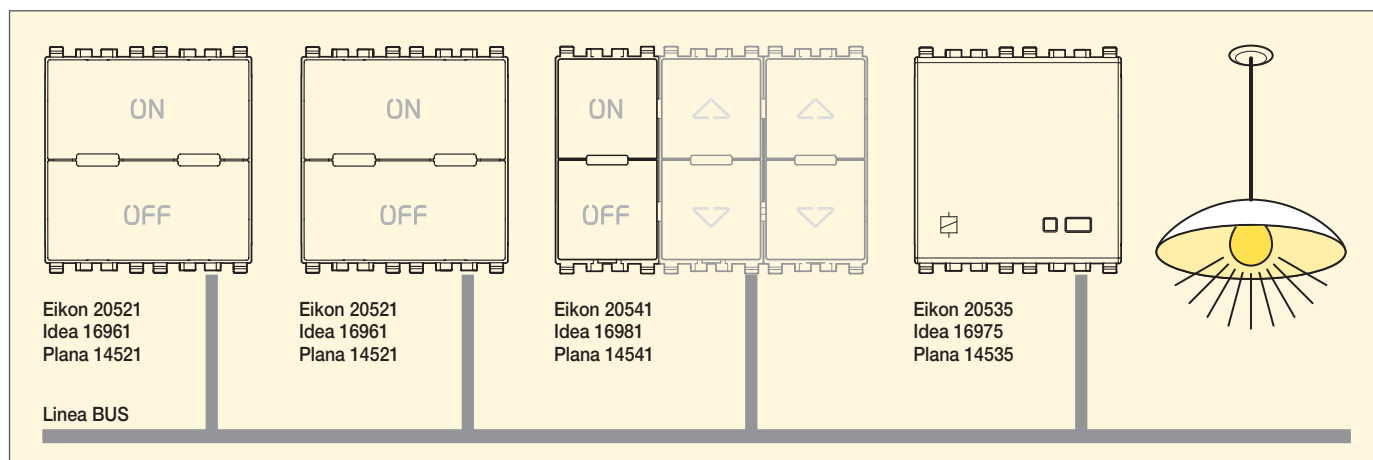 ON
OFF
ON
OFF
ON
OFF
Eikon 20521
Idea 16961
Plana 14521
Eikon 20521
Idea 16961
Plana 14521
Eikon 20541
Idea 16981
Plana 14541
Eikon 20535
Idea 16975
Plana 14535
Linea BUS